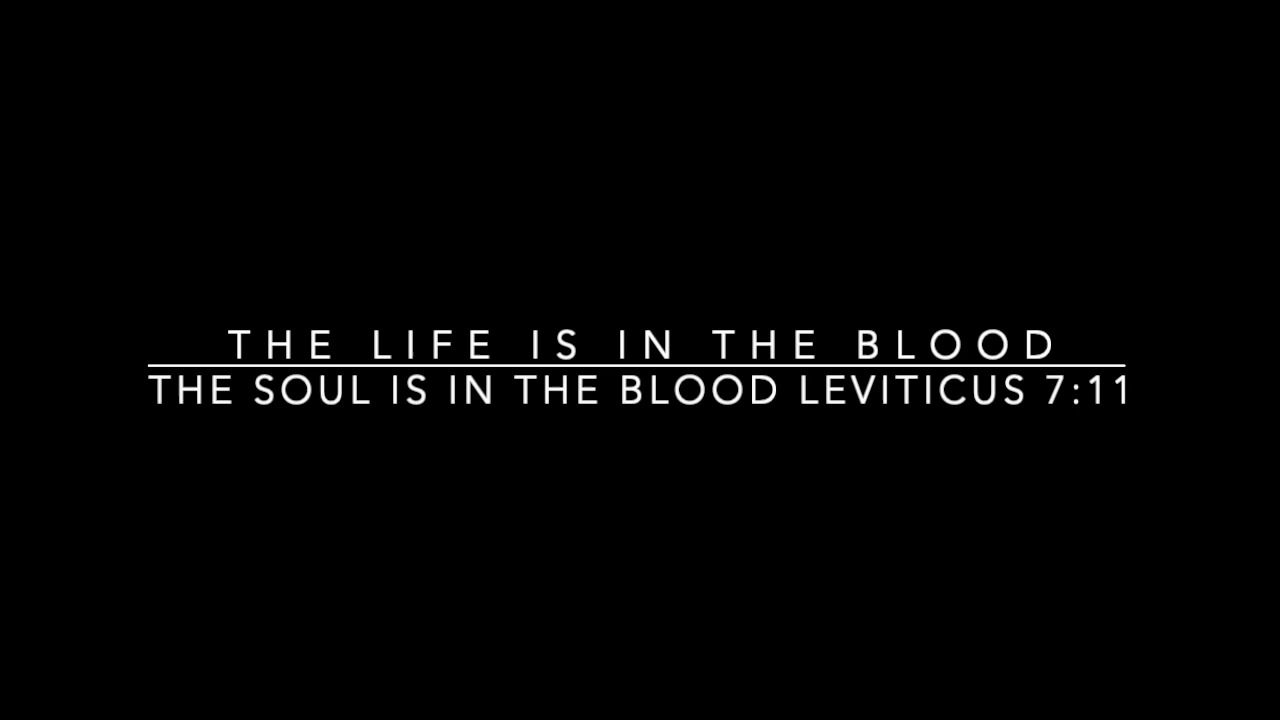 THE LIFE IS IN THE BLOOD
THE SOUL IS IN THE BLOOD LEVITICUS 7:11